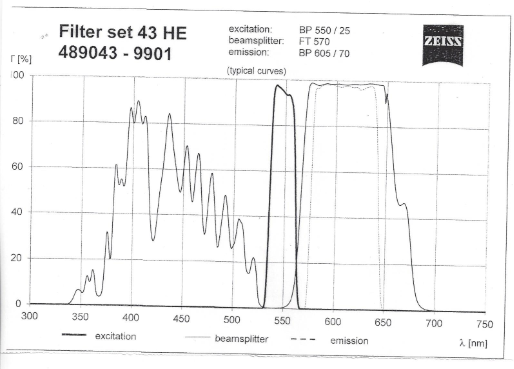 Filter set 43 HE
489043 - 9901
excitation: BP 550 / 25
beamsplitter: FT 570
emission: BP 605 / 70
(typical curves)
ZEISS
T [%]
100
80
60
40
20
0
300 350 400 450 500 550 600 650 700 750
excitation beamsplitter emission λ [nm]